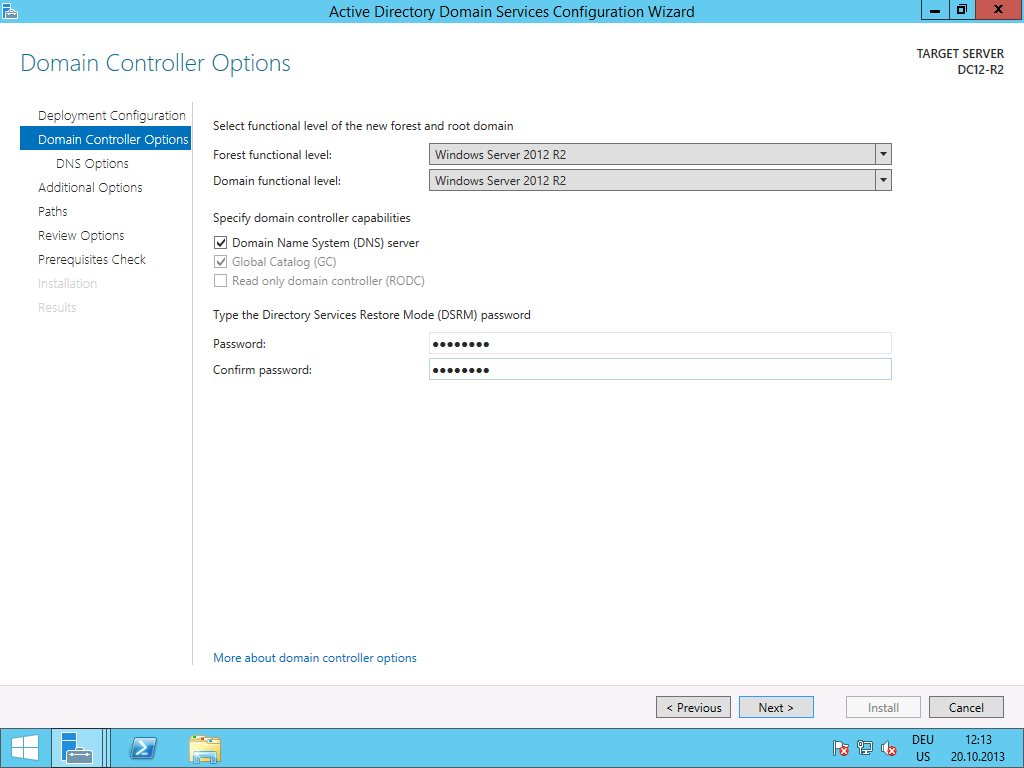 Active Directory Domain Services Configuration Wizard
Domain Controller Options
TARGET SERVER
DC12-R2
Deployment Configuration
Domain Controller Options
DNS Options
Additional Options
Paths
Review Options
Prerequisites Check
Installation
Results
Select functional level of the new forest and root domain
Forest functional level: Windows Server 2012 R2
Domain functional level: Windows Server 2012 R2
Specify domain controller capabilities
Domain Name System (DNS) server
Global Catalog (GC)
Read only domain controller (RODC)
Type the Directory Services Restore Mode (DSRM) password
Password: ●●●●●●●●
Confirm password: ●●●●●●●●
More about domain controller options
< Previous Next > Install Cancel
DEU 12:13
US 20.10.2013